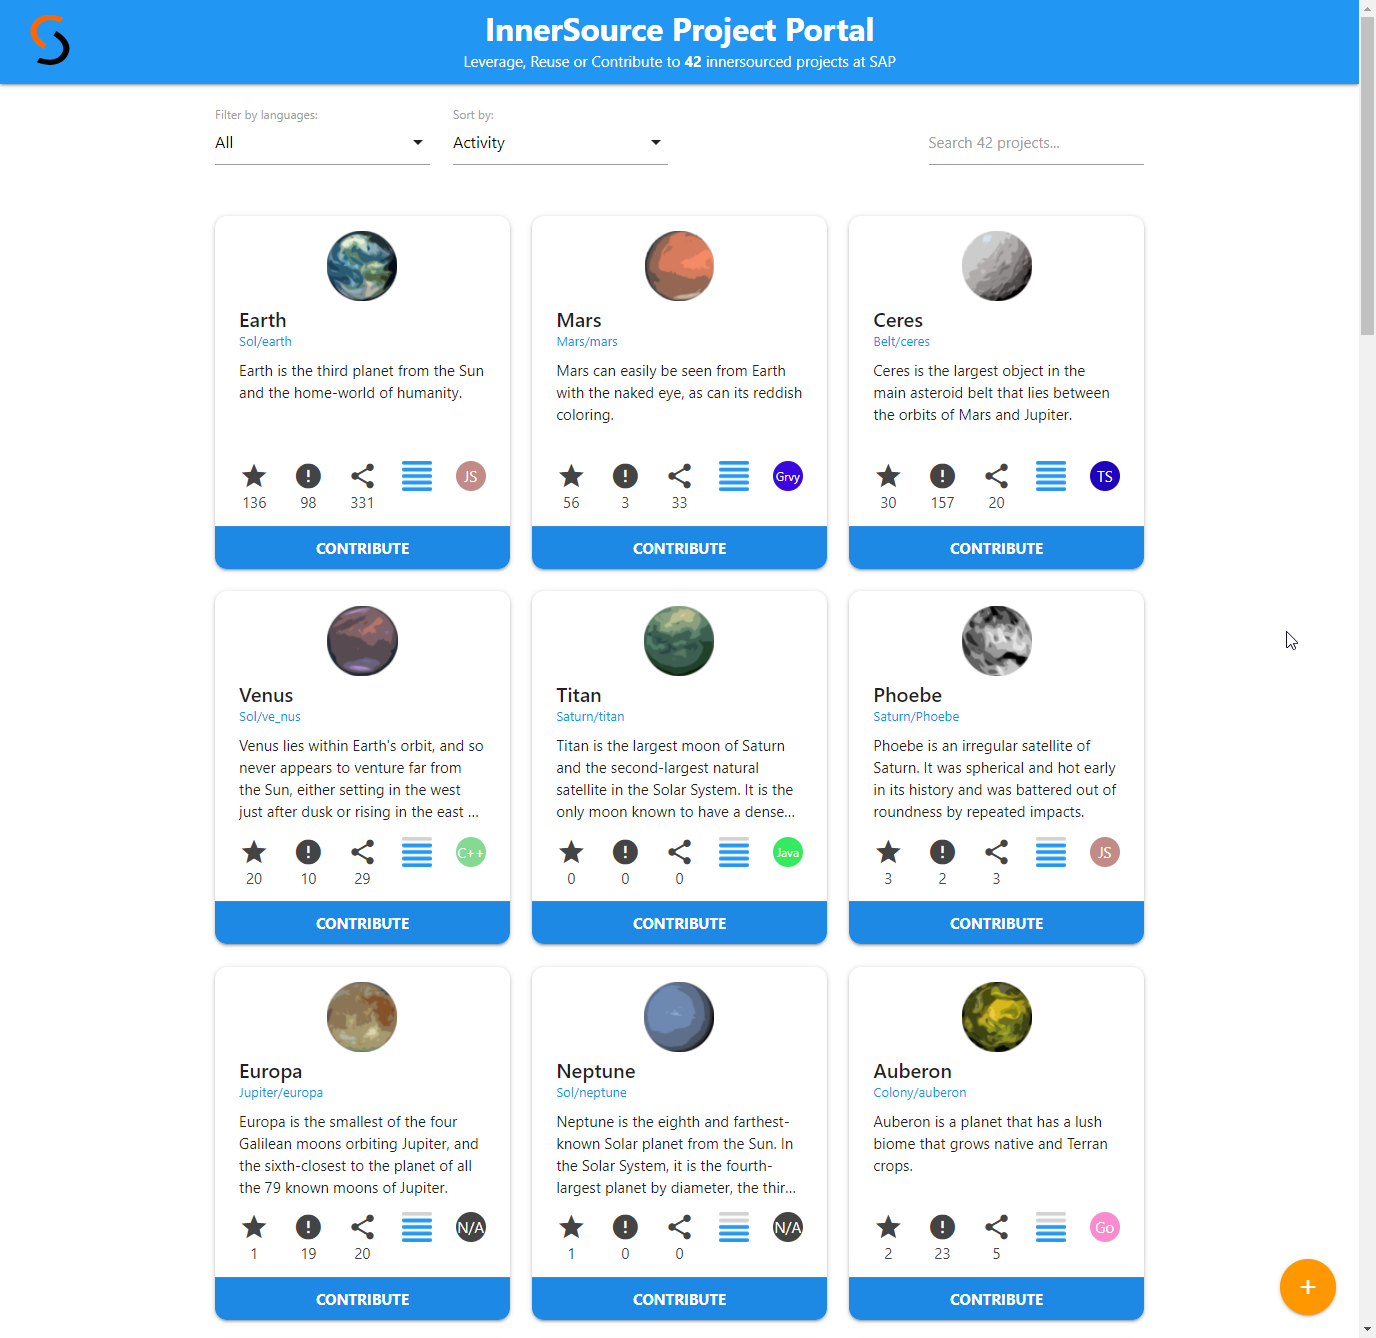 InnerSource Project Portal
Leverage, Reuse or Contribute to 42 innersourced projects at SAP
Filter by languages:
Sort by:
All
Activity
Search 42 projects...
Earth
Sol/earth
Earth is the third planet from the Sun
and the home-world of humanity.
JS
136
98
331
CONTRIBUTE
Mars
Mars/mars
Mars can easily be seen from Earth
with the naked eye, as can its reddish
coloring.
Grvy
56
3
33
CONTRIBUTE
Ceres
Belt/ceres
Ceres is the largest object in the
main asteroid belt that lies between
the orbits of Mars and Jupiter.
TS
30
157
20
CONTRIBUTE
Venus
Sol/ve_nus
Venus lies within Earth's orbit, and so
never appears to venture far from
the Sun, either setting in the west
just after dusk or rising in the east ...
C++
20
10
29
CONTRIBUTE
Titan
Saturn/titan
Titan is the largest moon of Saturn
and the second-largest natural
satellite in the Solar System. It is the
only moon known to have a dense...
Java
0
0
0
CONTRIBUTE
Phoebe
Saturn/Phoebe
Phoebe is an irregular satellite of
Saturn. It was spherical and hot early
in its history and was battered out of
roundness by repeated impacts.
JS
3
2
3
CONTRIBUTE
Europa
Jupiter/europa
Europa is the smallest of the four
Galilean moons orbiting Jupiter, and
the sixth-closest to the planet of all
the 79 known moons of Jupiter.
N/A
1
19
20
CONTRIBUTE
Neptune
Sol/neptune
Neptune is the eighth and farthest-
known Solar planet from the Sun. In
the Solar System, it is the fourth-
largest planet by diameter, the thir...
N/A
1
0
0
CONTRIBUTE
Auberon
Colony/auberon
Auberon is a planet that has a lush
biome that grows native and Terran
crops.
Go
2
23
5
CONTRIBUTE
+